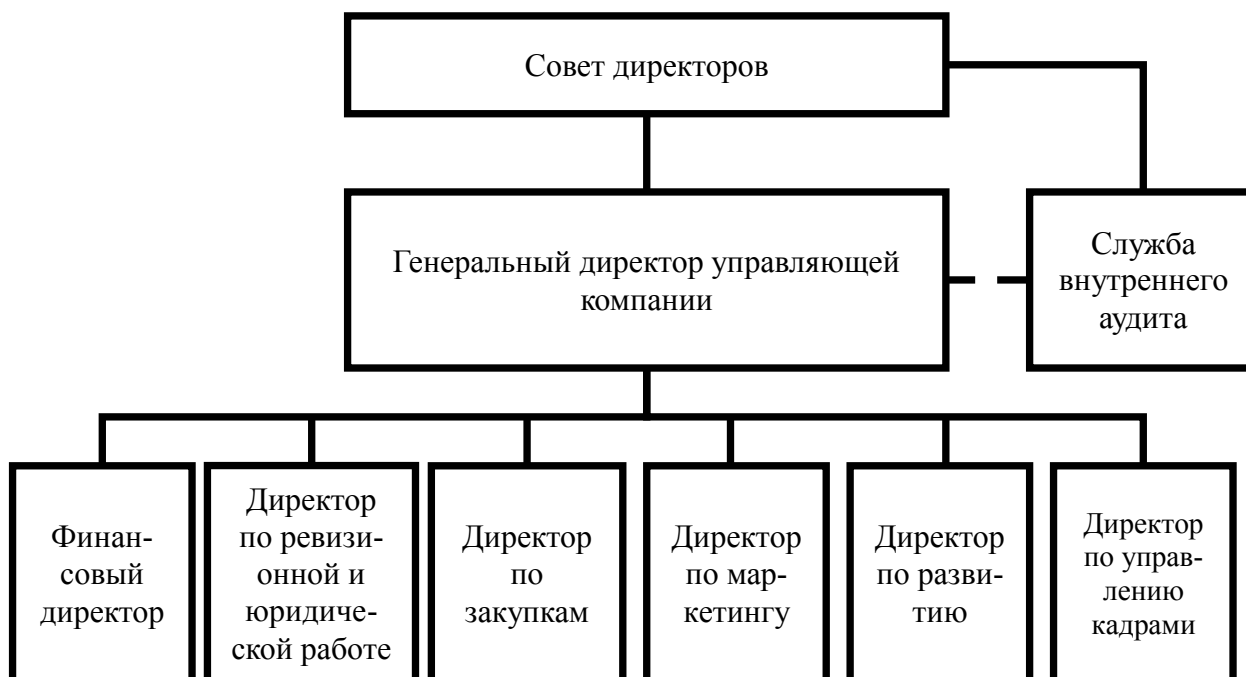 Совет директоров
Генеральный директор управляющей
компании
Служба
внутреннего
аудита
Финан-
совый
директор
Директор
по ревизи-
онной и
юридиче-
ской работе
Директор
по
закупкам
Директор
по мар-
кетингу
Директор
по разви-
тию
Директор
по управ-
лению
кадрами